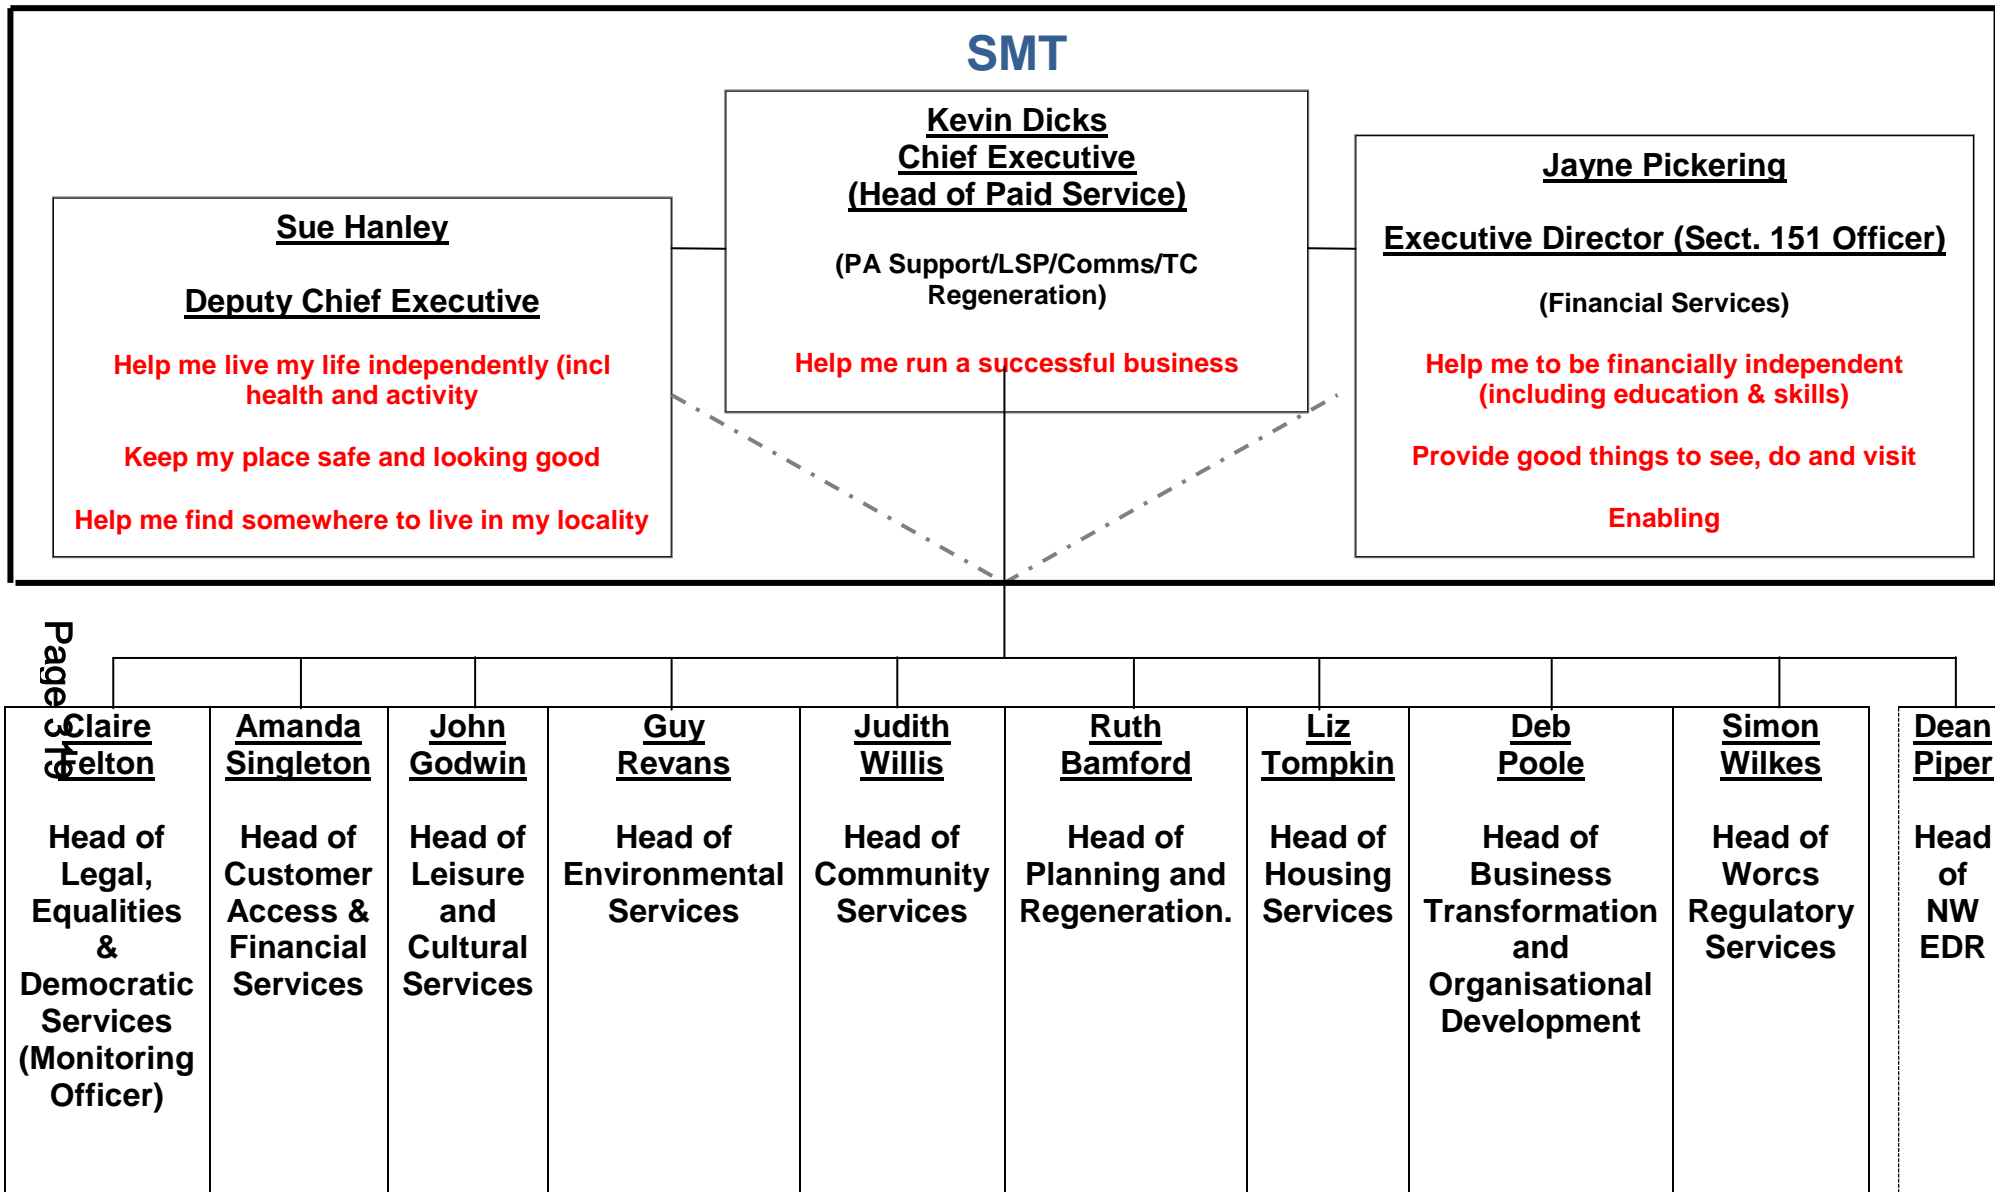 SMT
Sue Hanley
Deputy Chief Executive
Help me live my life independently (incl
health and activity
Keep my place safe and looking good
Help me find somewhere to live in my locality
Kevin Dicks
Chief Executive
(Head of Paid Service)
(PA Support/LSP/Comms/TC
Regeneration)
Help me run a successful business
Jayne Pickering
Executive Director (Sect. 151 Officer)
(Financial Services)
Help me to be financially independent
(including education & skills)
Provide good things to see, do and visit
Enabling
Page 319
Claire
Felton
Head of
Legal,
Equalities
&
Democratic
Services
(Monitoring
Officer)
Amanda
Singleton
Head of
Customer
Access &
Financial
Services
John
Godwin
Head of
Leisure
and
Cultural
Services
Guy
Revans
Head of
Environmental
Services
Judith
Willis
Head of
Community
Services
Ruth
Bamford
Head of
Planning and
Regeneration.
Liz
Tompkin
Head of
Housing
Services
Deb
Poole
Head of
Business
Transformation
and
Organisational
Development
Simon
Wilkes
Head of
Worcs
Regulatory
Services
Dean
Piper
Head
of
NW
EDR